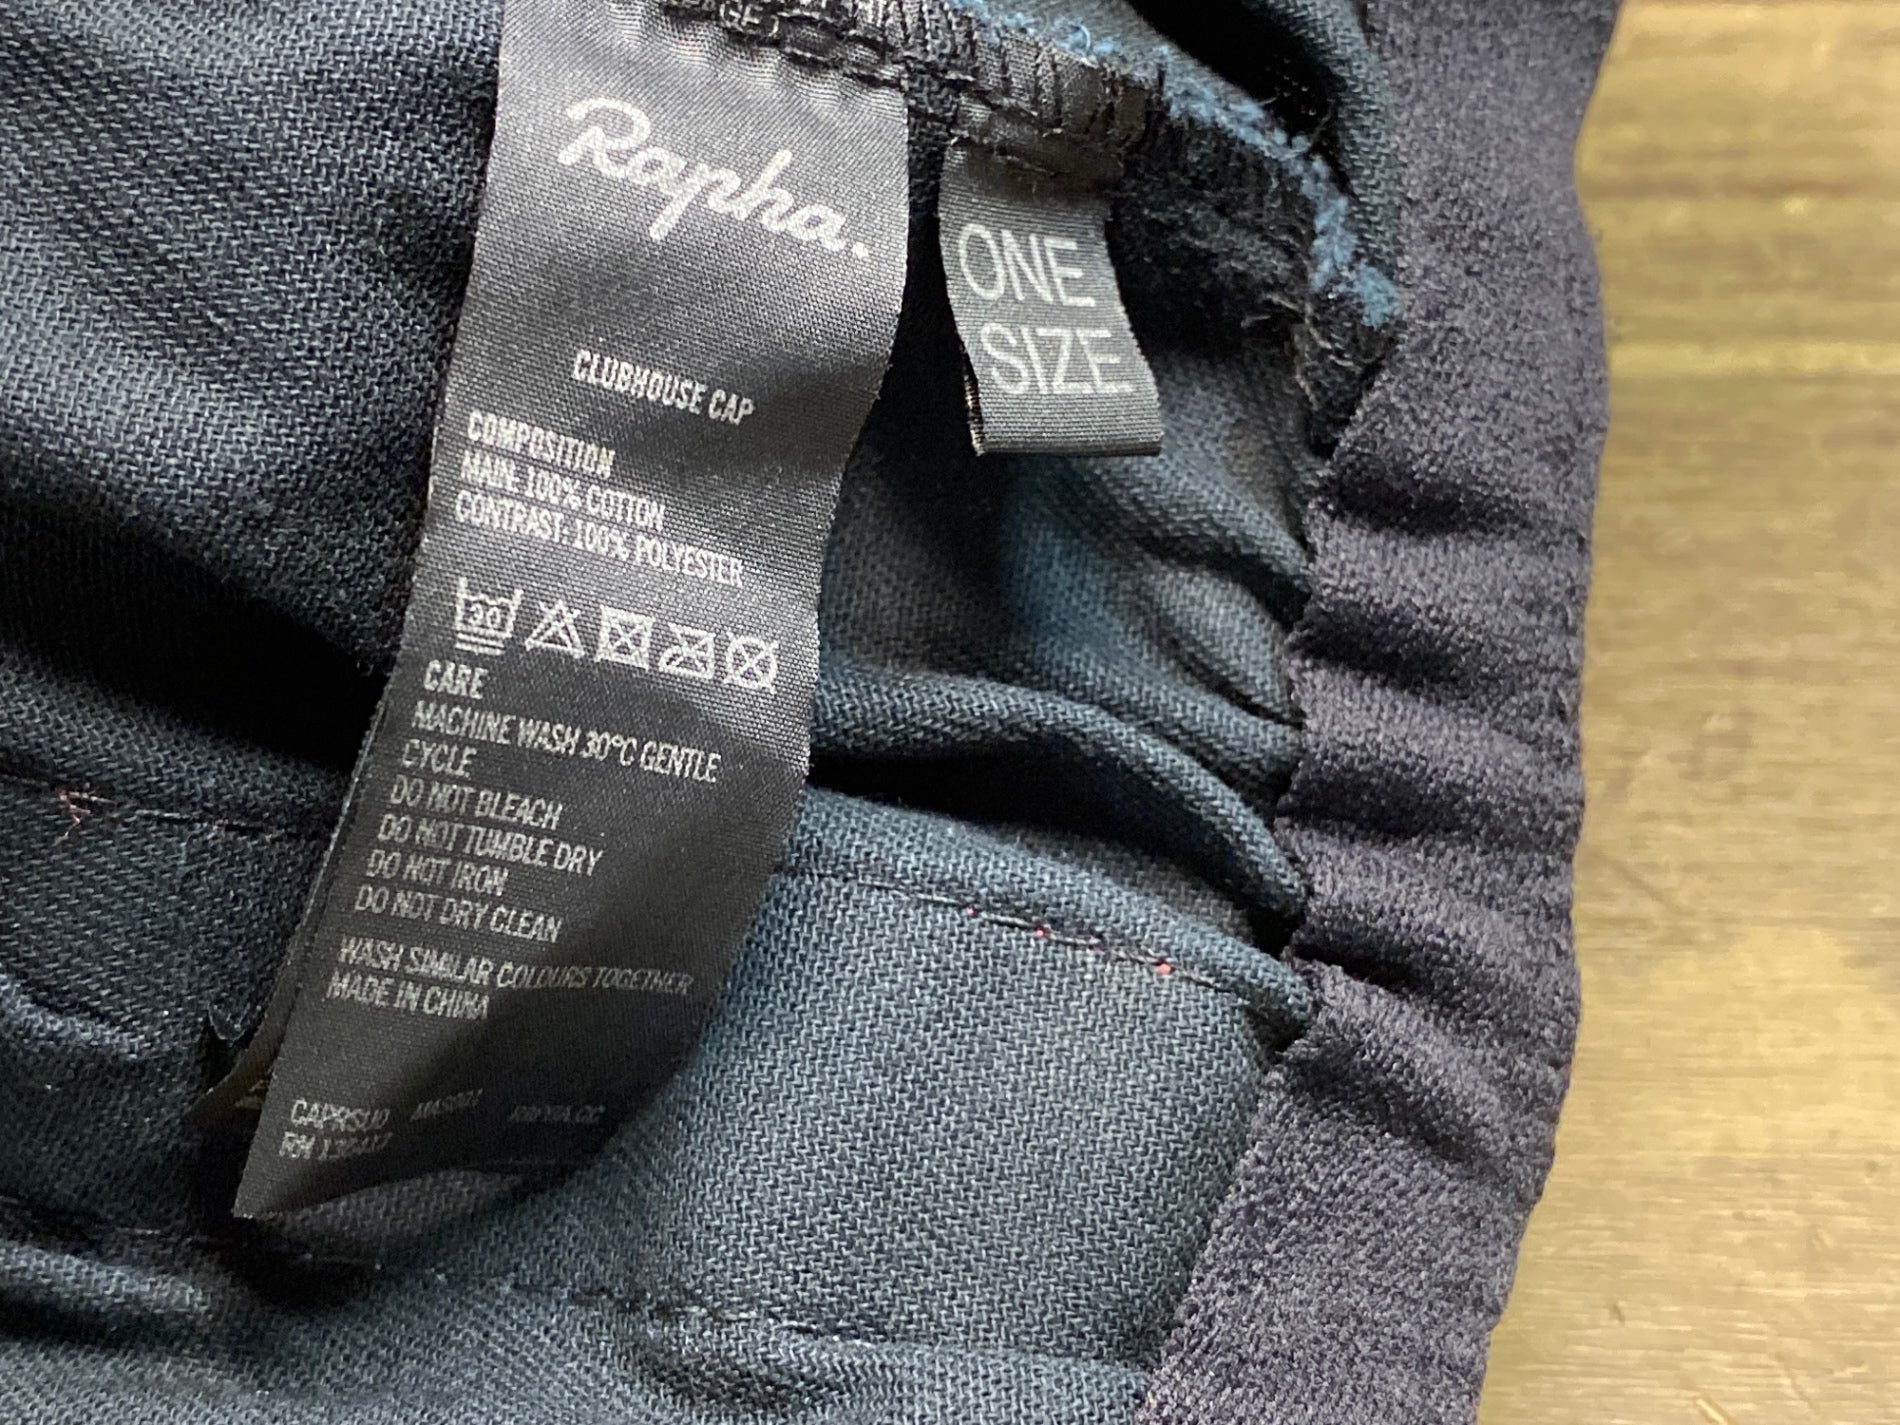 Rapha.
ONE
SIZE
CLUBHOUSE CAP
COMPOSITION
MAIN: 100% COTTON
CONTRAST: 100% POLYESTER
30
CARE
MACHINE WASH 30°C GENTLE
CYCLE
DO NOT BLEACH
DO NOT TUMBLE DRY
DO NOT IRON
DO NOT DRY CLEAN
WASH SIMILAR COLOURS TOGETHER
MADE IN CHINA
RN